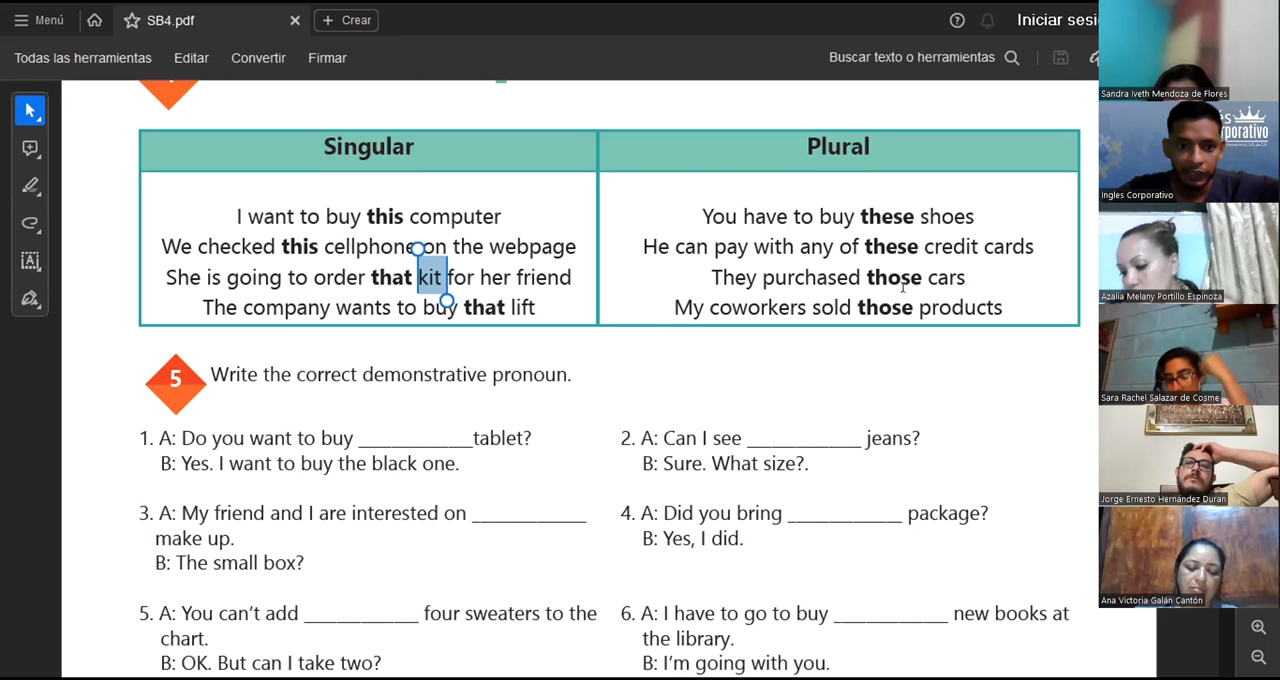 Menú
SB4.pdf
Crear
Iniciar sesi
Todas las herramientas
Editar
Convertir
Firmar
Buscar texto o herramientas
Singular
Plural
I want to buy this computer
We checked this cellphone on the webpage
She is going to order that kit for her friend
The company wants to buy that lift
You have to buy these shoes
He can pay with any of these credit cards
They purchased those cars
My coworkers sold those products
5 Write the correct demonstrative pronoun.
1. A: Do you want to buy ___________tablet?
B: Yes. I want to buy the black one.
2. A: Can I see ___________ jeans?
B: Sure. What size?.
3. A: My friend and I are interested on ___________
make up.
B: The small box?
4. A: Did you bring ___________ package?
B: Yes, I did.
5. A: You can't add ___________ four sweaters to the
chart.
B: OK. But can I take two?
6. A: I have to go to buy ___________ new books at
the library.
B: I'm going with you.
Sandra Iveth Mendoza de Flores
és
rporativo
Ingles Corporativo
Azalia Melany Portillo Espinoza
Sara Rachel Salazar de Cosme
Jorge Ernesto Hernández Duran
Ana Victoria Galán Cantón